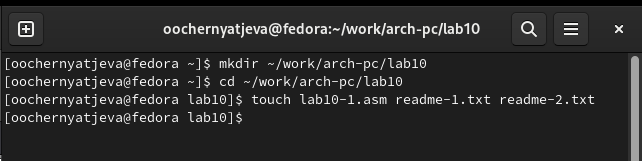 oochernyatjeva@fedora:~/work/arch-pc/lab10
[oochernyatjeva@fedora ~]$ mkdir ~/work/arch-pc/lab10
[oochernyatjeva@fedora ~]$ cd ~/work/arch-pc/lab10
[oochernyatjeva@fedora lab10]$ touch lab10-1.asm readme-1.txt readme-2.txt
[oochernyatjeva@fedora lab10]$